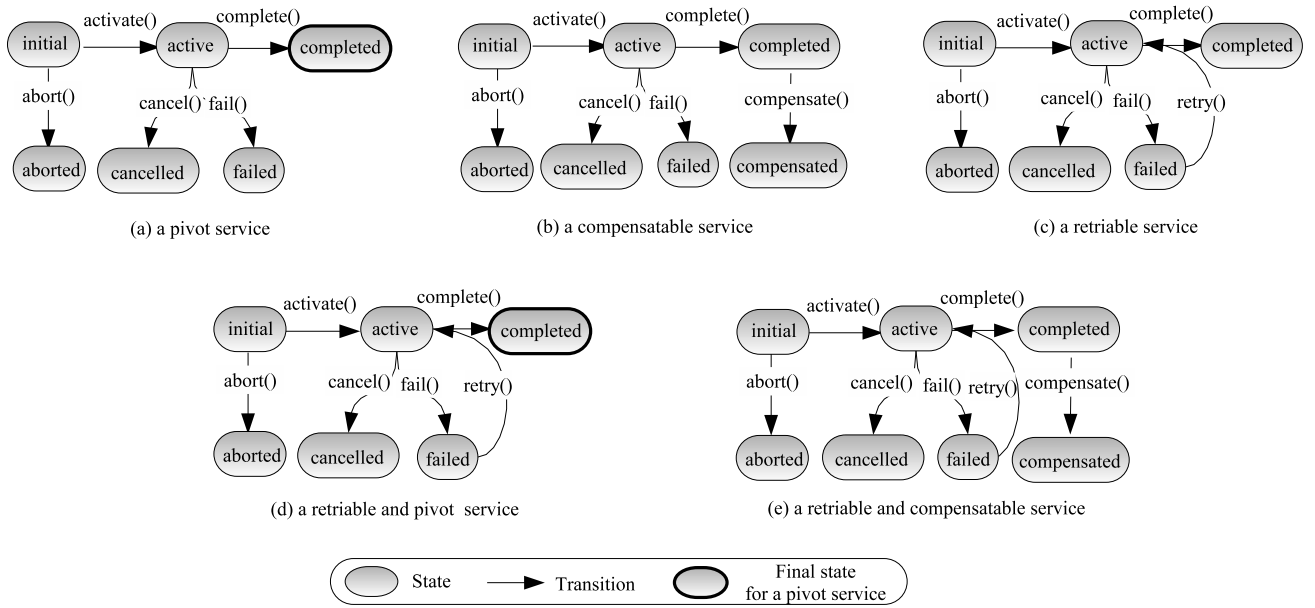 activate() complete() activate() complete() activate() complete()
initial active completed initial active completed initial active completed
abort() cancel() fail() abort() cancel() fail() compensate() abort() cancel() fail() retry()
aborted cancelled failed aborted cancelled failed compensated aborted cancelled failed
(a) a pivot service (b) a compensatable service (c) a retriable service
activate() complete() activate() complete()
initial active completed initial active completed
abort() cancel() fail() retry() abort() cancel() fail() retry() compensate()
aborted cancelled failed aborted cancelled failed compensated
(d) a retriable and pivot service (e) a retriable and compensatable service
State Transition Final state
for a pivot service